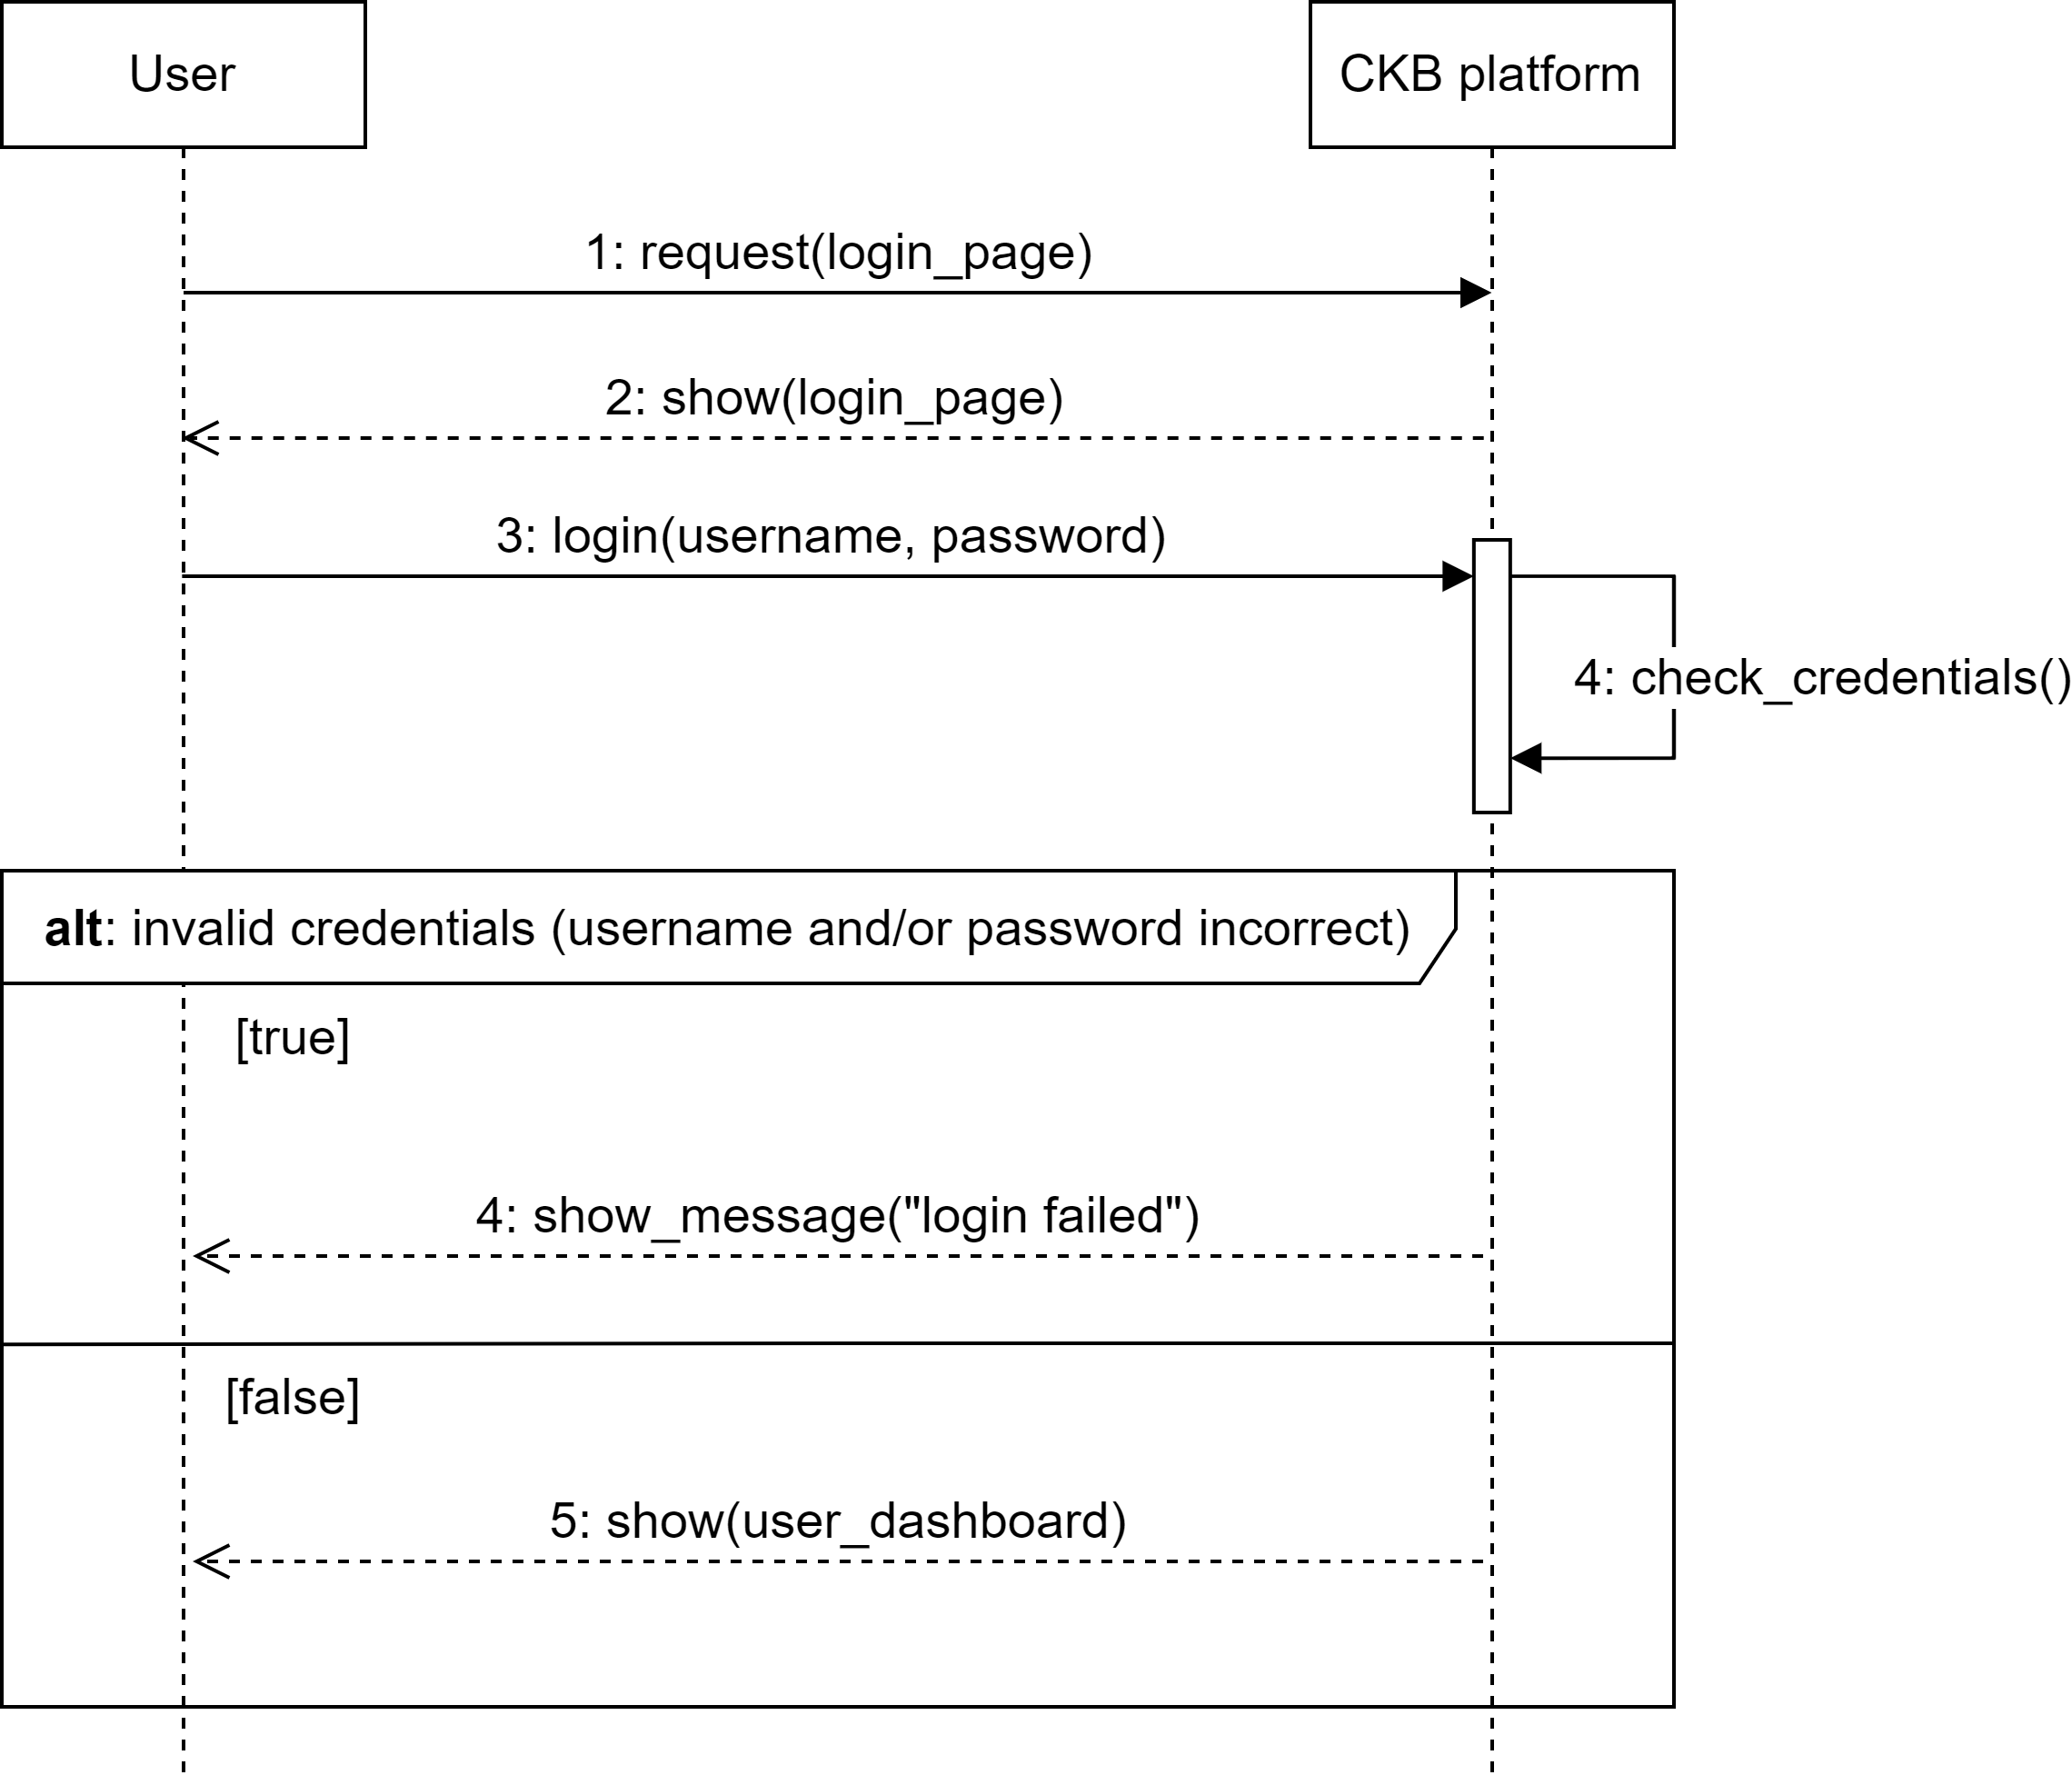 User
CKB platform
1: request(login_page)
2: show(login_page)
3: login(username, password)
4: check_credentials()
alt: invalid credentials (username and/or password incorrect)
[true]
4: show_message("login failed")
[false]
5: show(user_dashboard)